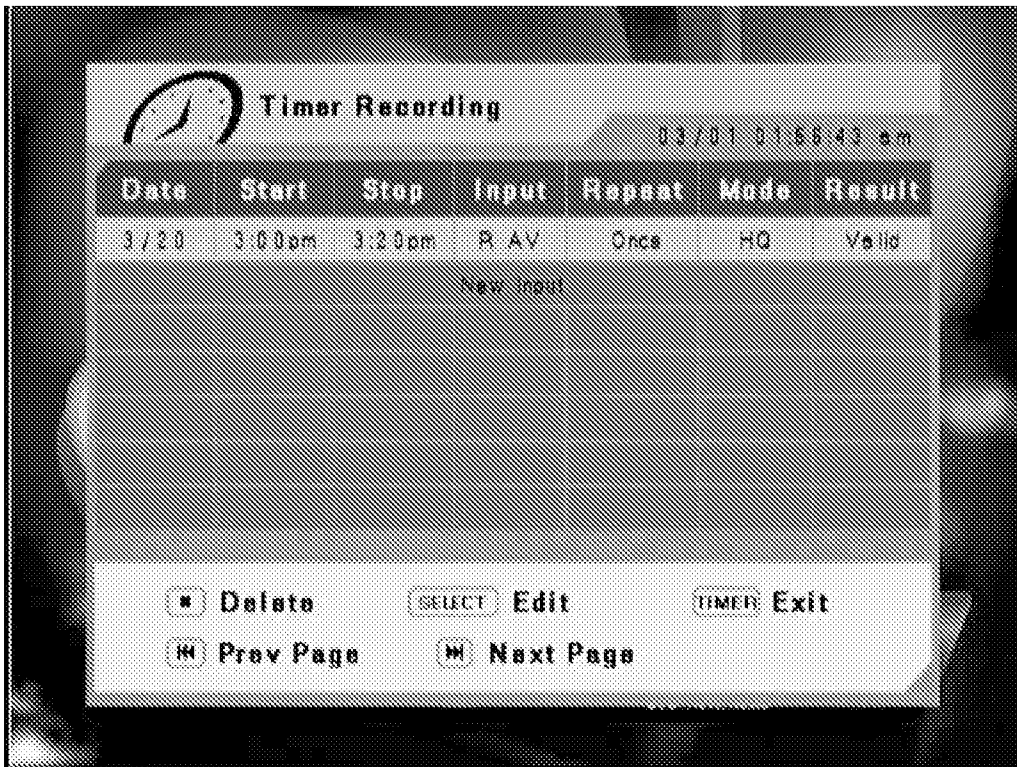 Timer Recording
03/01 01:56:43 am
Date Start Stop Input Repeat Mode Result
3/20 3:00pm 3:20pm R AV Once HQ Valid
New Input
Delete SELECT Edit TIMER Exit
Prev Page Next Page